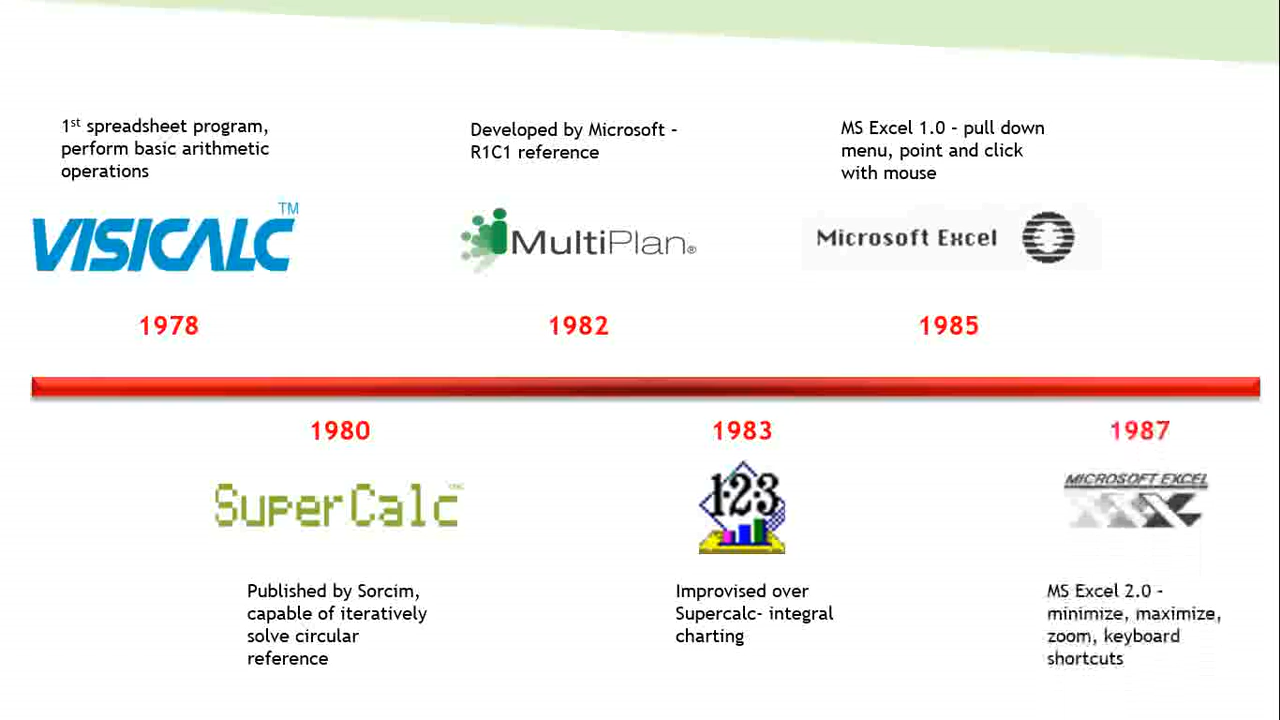 1st spreadsheet program,
perform basic arithmetic
operations
VISICALC TM
1978
Developed by Microsoft -
R1C1 reference
MultiPlan®
1982
MS Excel 1.0 - pull down
menu, point and click
with mouse
Microsoft Excel
1985
1980
SuperCalc
Published by Sorcim,
capable of iteratively
solve circular
reference
1983
1·2·3
Improvised over
Supercalc- integral
charting
1987
MICROSOFT EXCEL
MS Excel 2.0 -
minimize, maximize,
zoom, keyboard
shortcuts